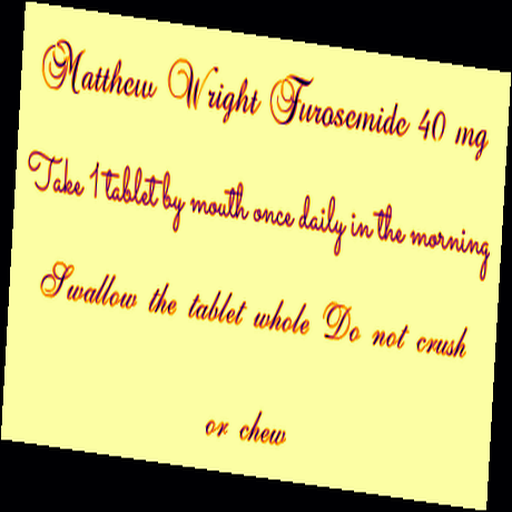 Matthew Wright Furosemide 40 mg
Take 1 tablet by mouth once daily in the morning
Swallow the tablet whole Do not crush
or chew